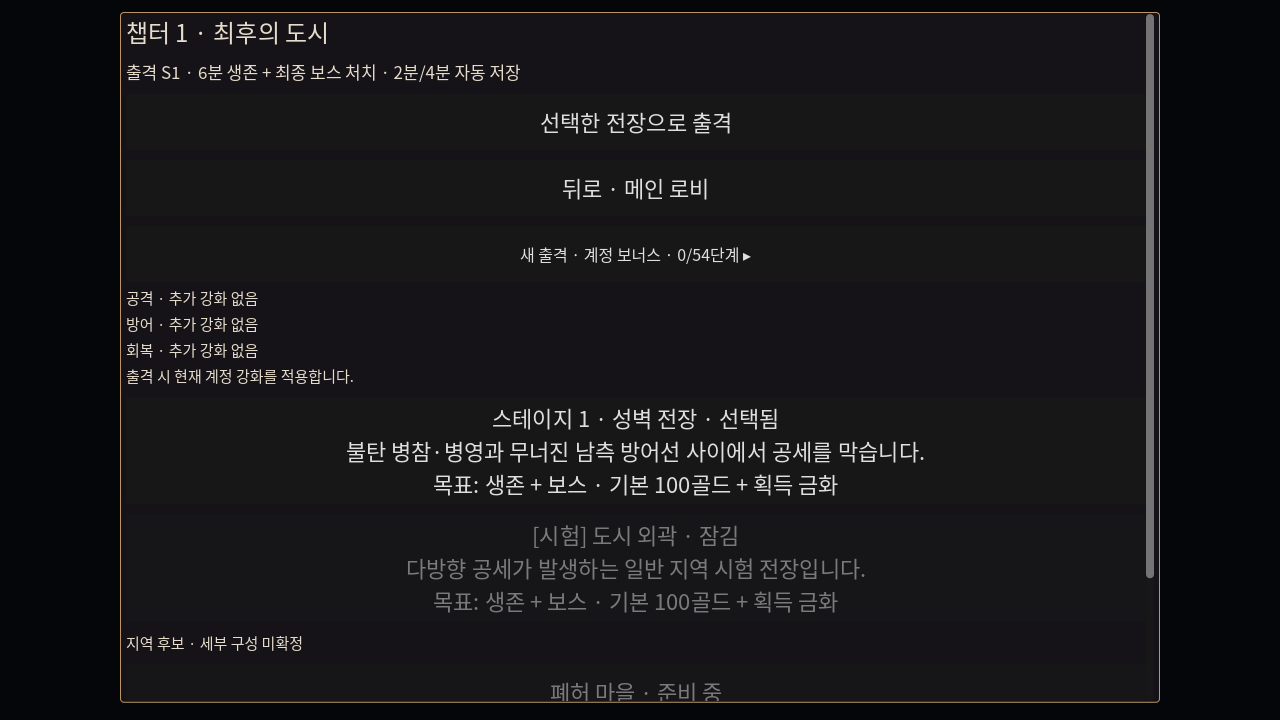 챕터 1 · 최후의 도시
출격 S1 · 6분 생존 + 최종 보스 처치 · 2분/4분 자동 저장
선택한 전장으로 출격
뒤로 · 메인 로비
새 출격 · 계정 보너스 · 0/54단계 ▸
공격 · 추가 강화 없음
방어 · 추가 강화 없음
회복 · 추가 강화 없음
출격 시 현재 계정 강화를 적용합니다.
스테이지 1 · 성벽 전장 · 선택됨
불탄 병참·병영과 무너진 남측 방어선 사이에서 공세를 막습니다.
목표: 생존 + 보스 · 기본 100골드 + 획득 금화
[시험] 도시 외곽 · 잠김
다방향 공세가 발생하는 일반 지역 시험 전장입니다.
목표: 생존 + 보스 · 기본 100골드 + 획득 금화
지역 후보 · 세부 구성 미확정
폐허 마을 · 준비 중